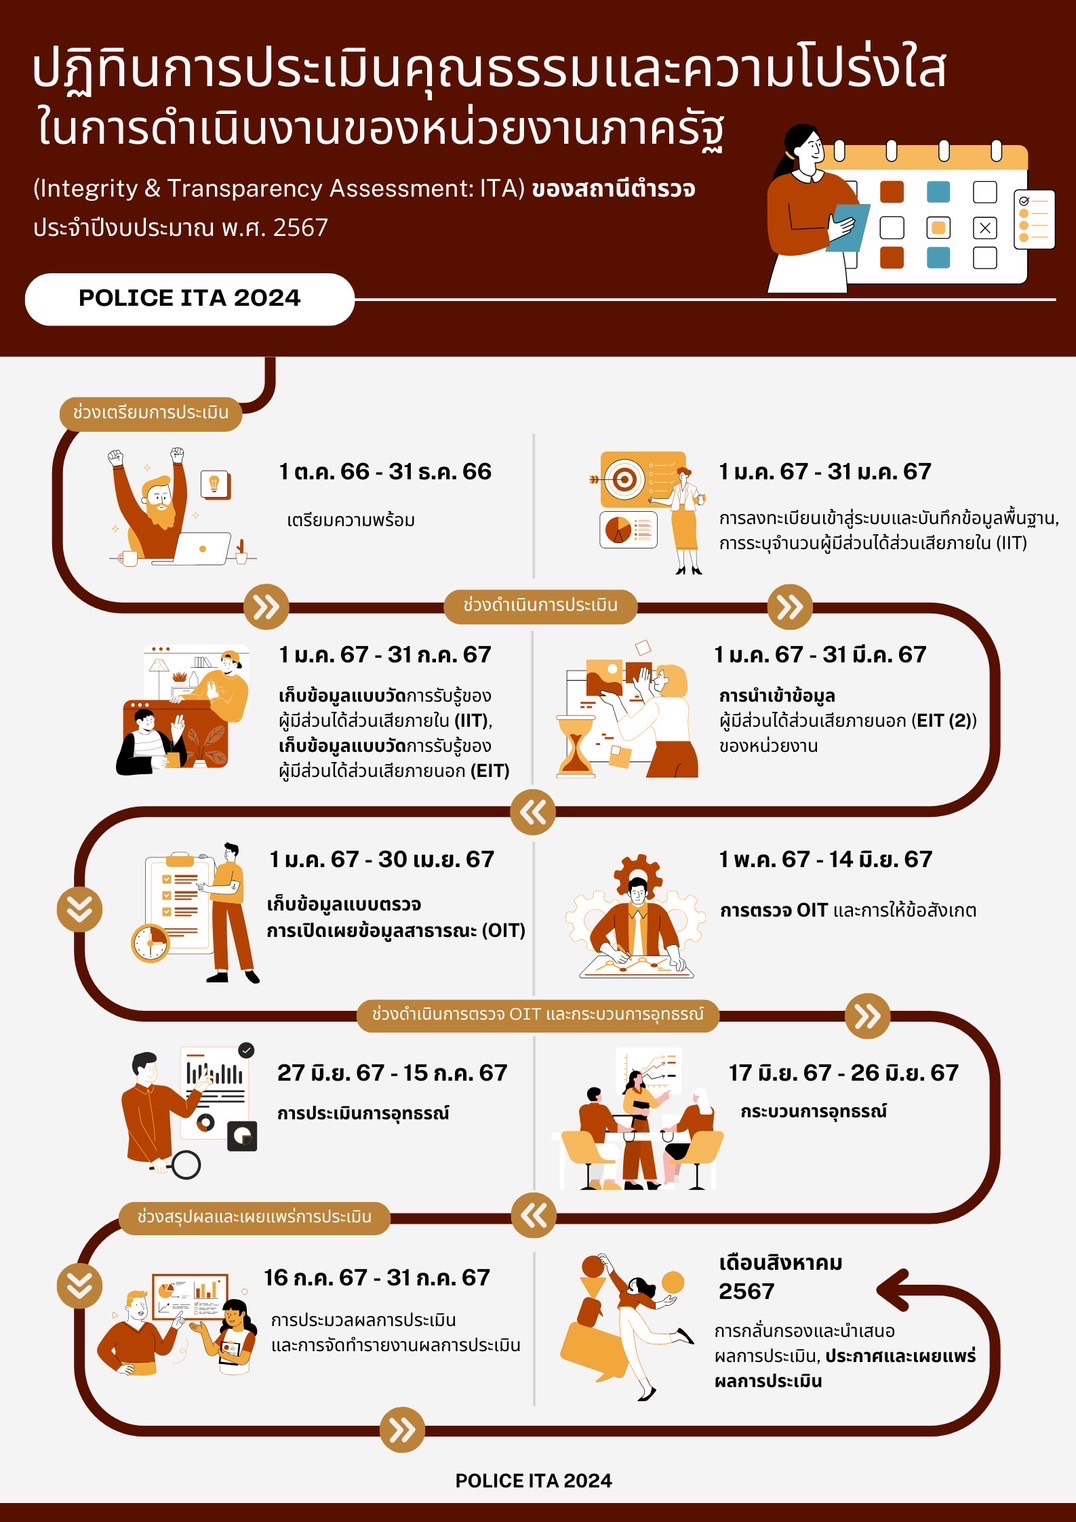 ปฏิทินการประเมินคุณธรรมและความโปร่งใส
ในการดำเนินงานของหน่วยงานภาครัฐ
(Integrity & Transparency Assessment: ITA) ของสถานีตำรวจ
ประจำปีงบประมาณ พ.ศ. 2567
POLICE ITA 2024
ช่วงเตรียมการประเมิน
1 ต.ค. 66 - 31 ธ.ค. 66
เตรียมความพร้อม
1 ม.ค. 67 - 31 ม.ค. 67
การลงทะเบียนเข้าสู่ระบบและบันทึกข้อมูลพื้นฐาน,
การระบุจำนวนผู้มีส่วนได้ส่วนเสียภายใน (IIT)
ช่วงดำเนินการประเมิน
1 ม.ค. 67 - 31 ก.ค. 67
เก็บข้อมูลแบบวัดการรับรู้ของ
ผู้มีส่วนได้ส่วนเสียภายใน (IIT),
เก็บข้อมูลแบบวัดการรับรู้ของ
ผู้มีส่วนได้ส่วนเสียภายนอก (EIT)
1 ม.ค. 67 - 31 มี.ค. 67
การนำเข้าข้อมูล
ผู้มีส่วนได้ส่วนเสียภายนอก (EIT (2))
ของหน่วยงาน
1 ม.ค. 67 - 30 เม.ย. 67
เก็บข้อมูลแบบตรวจ
การเปิดเผยข้อมูลสาธารณะ (OIT)
1 พ.ค. 67 - 14 มิ.ย. 67
การตรวจ OIT และการให้ข้อสังเกต
ช่วงดำเนินการตรวจ OIT และกระบวนการอุทธรณ์
27 มิ.ย. 67 - 15 ก.ค. 67
การประเมินการอุทธรณ์
17 มิ.ย. 67 - 26 มิ.ย. 67
กระบวนการอุทธรณ์
ช่วงสรุปผลและเผยแพร่การประเมิน
16 ก.ค. 67 - 31 ก.ค. 67
การประมวลผลการประเมิน
และการจัดทำรายงานผลการประเมิน
เดือนสิงหาคม
2567
การกลั่นกรองและนำเสนอ
ผลการประเมิน, ประกาศและเผยแพร่
ผลการประเมิน
POLICE ITA 2024